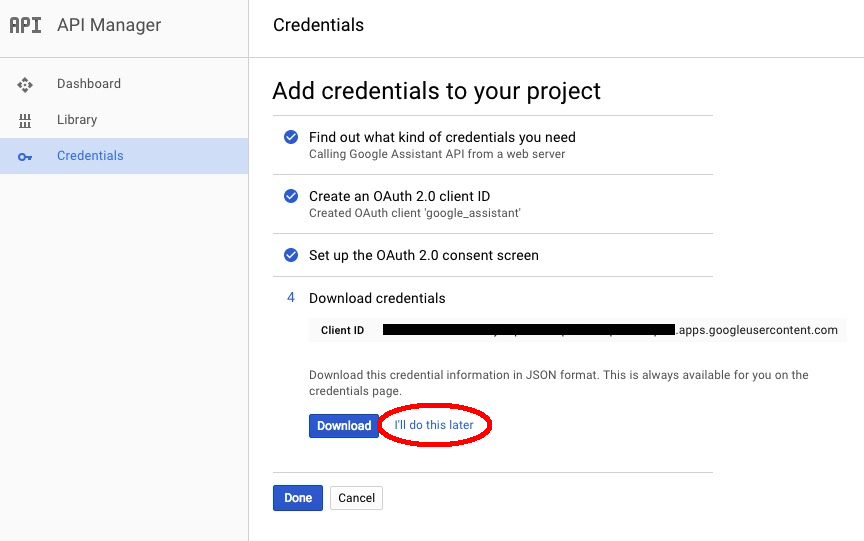 API API Manager
Credentials
Dashboard
Library
Credentials
Add credentials to your project
Find out what kind of credentials you need
Calling Google Assistant API from a web server
Create an OAuth 2.0 client ID
Created OAuth client 'google_assistant'
Set up the OAuth 2.0 consent screen
4 Download credentials
Client ID .apps.googleusercontent.com
Download this credential information in JSON format. This is always available for you on the
credentials page.
Download I'll do this later
Done Cancel